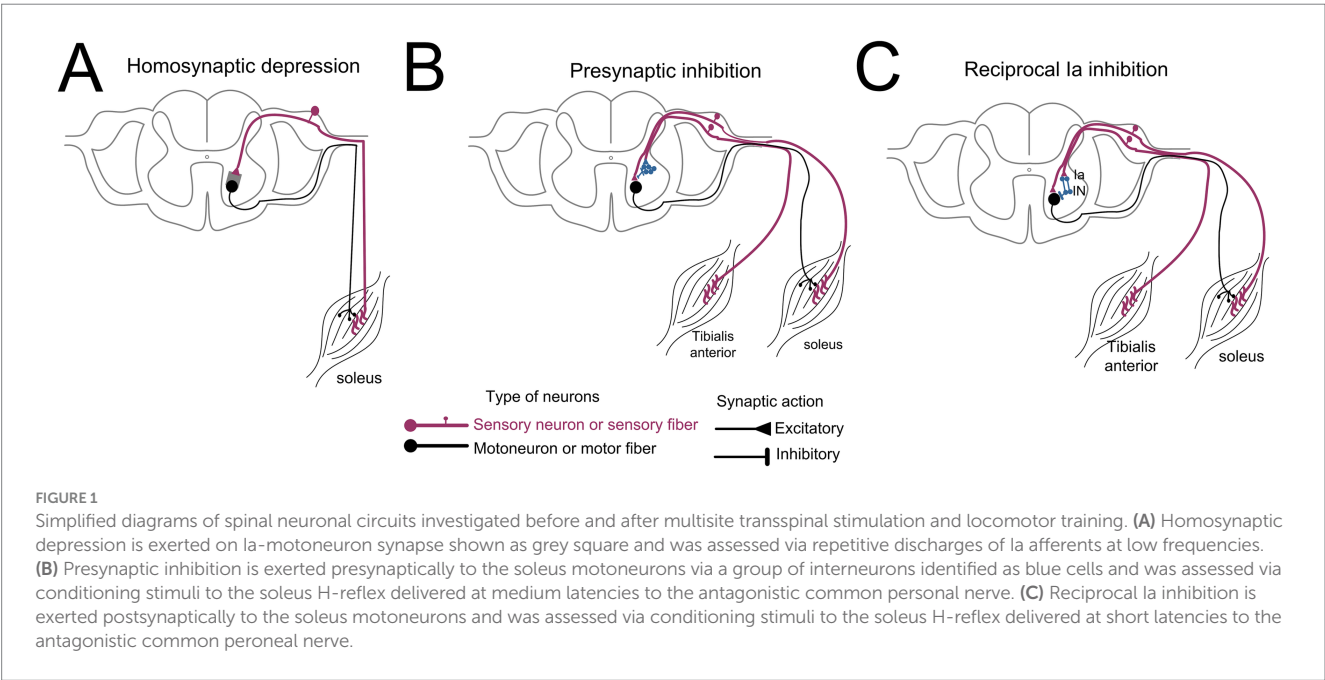 A
Homosynaptic depression
soleus
B
Presynaptic inhibition
Tibialis
anterior
soleus
C
Reciprocal Ia inhibition
Ia
IN
Tibialis
anterior
soleus
Type of neurons
Sensory neuron or sensory fiber
Motoneuron or motor fiber
Synaptic action
Excitatory
Inhibitory
FIGURE 1
Simplified diagrams of spinal neuronal circuits investigated before and after multisite transspinal stimulation and locomotor training. (A) Homosynaptic
depression is exerted on Ia-motoneuron synapse shown as grey square and was assessed via repetitive discharges of Ia afferents at low frequencies.
(B) Presynaptic inhibition is exerted presynaptically to the soleus motoneurons via a group of interneurons identified as blue cells and was assessed via
conditioning stimuli to the soleus H-reflex delivered at medium latencies to the antagonistic common personal nerve. (C) Reciprocal Ia inhibition is
exerted postsynaptically to the soleus motoneurons and was assessed via conditioning stimuli to the soleus H-reflex delivered at short latencies to the
antagonistic common peroneal nerve.